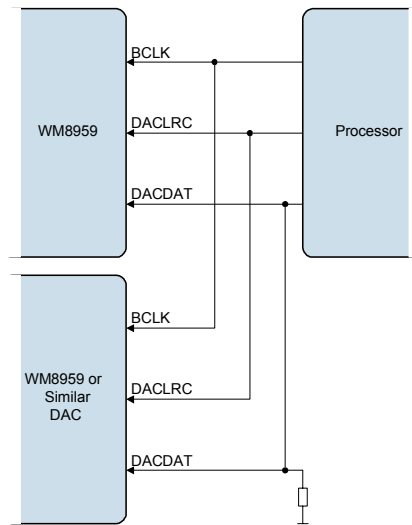 BCLK
WM8959
DACLRC
Processor
DACDAT
BCLK
WM8959 or
Similar
DAC
DACLRC
DACDAT